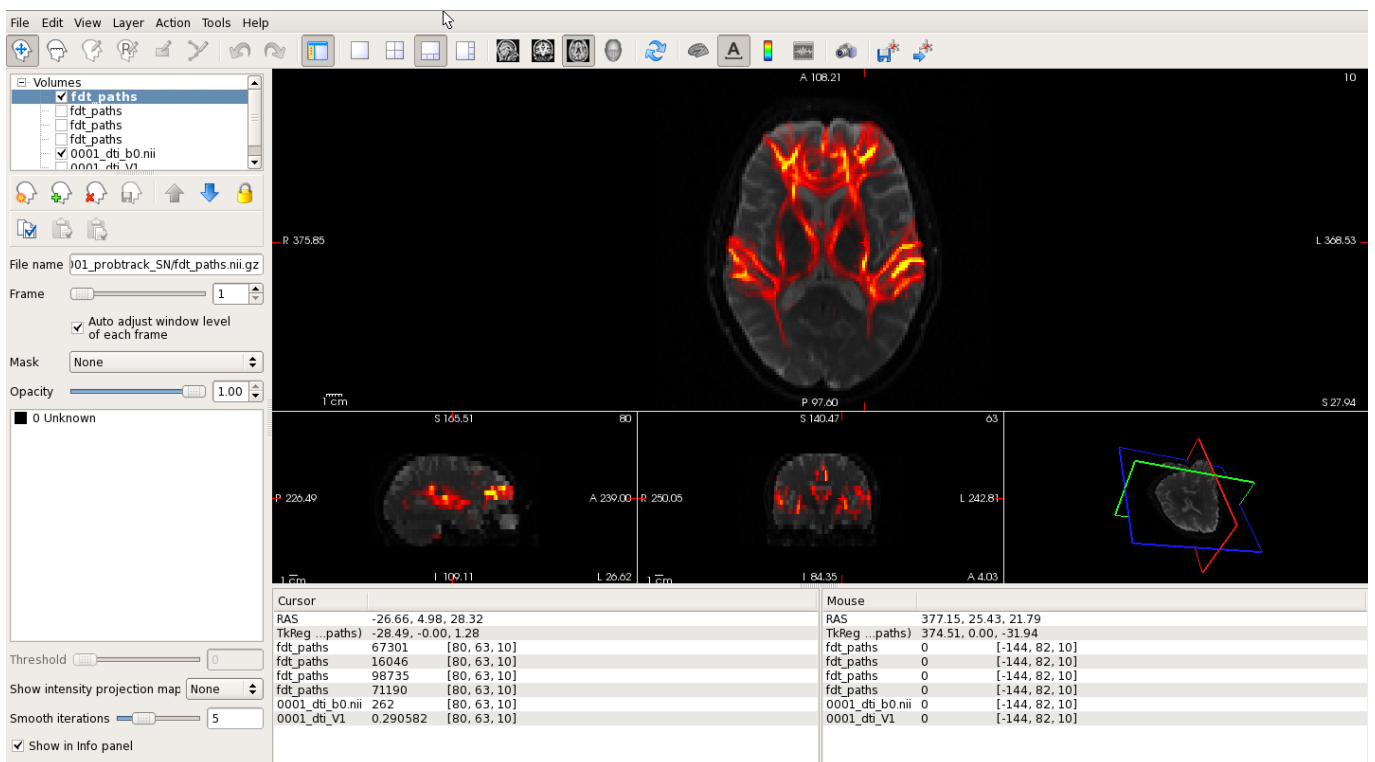 File Edit View Layer Action Tools Help
Volumes
fdt_paths
fdt_paths
fdt_paths
fdt_paths
0001_dti_b0.nii
0001_dti_V1
File name )01_probtrack_SN/fdt_paths.nii.gz
Frame 1
Auto adjust window level
of each frame
Mask None
Opacity 1.00
0 Unknown
Threshold 0
Show intensity projection map None
Smooth iterations 5
Show in Info panel
A 108.21 10
R 375.85 L 368.53
1 cm P 97.60 S 27.94
S 165.51 80
P 226.49 A 239.00
1 cm I 109.11 L 26.62
S 140.47 63
R 250.05 L 242.81
1 cm I 84.35 A 4.03
Cursor
RAS -26.66, 4.98, 28.32
TkReg ...paths) -28.49, -0.00, 1.28
fdt_paths 67301 [80, 63, 10]
fdt_paths 16046 [80, 63, 10]
fdt_paths 98735 [80, 63, 10]
fdt_paths 71190 [80, 63, 10]
0001_dti_b0.nii 262 [80, 63, 10]
0001_dti_V1 0.290582 [80, 63, 10]
Mouse
RAS 377.15, 25.43, 21.79
TkReg ...paths) 374.51, 0.00, -31.94
fdt_paths 0 [-144, 82, 10]
fdt_paths 0 [-144, 82, 10]
fdt_paths 0 [-144, 82, 10]
fdt_paths 0 [-144, 82, 10]
0001_dti_b0.nii 0 [-144, 82, 10]
0001_dti_V1 0 [-144, 82, 10]